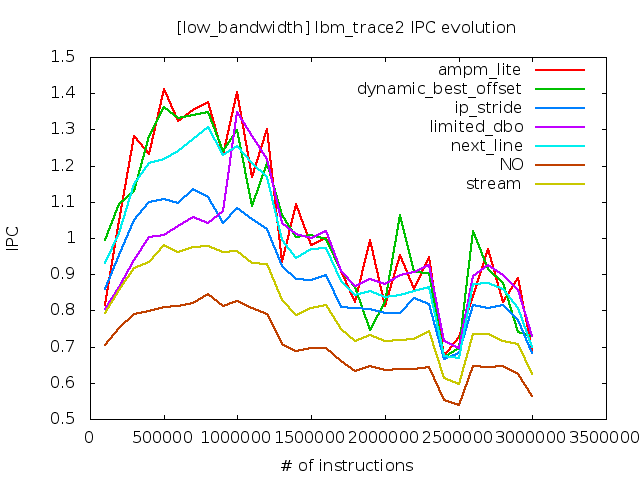 [low_bandwidth] lbm_trace2 IPC evolution
1.5
1.4
1.3
1.2
1.1
1
0.9
0.8
0.7
0.6
0.5
IPC
ampm_lite
dynamic_best_offset
ip_stride
limited_dbo
next_line
NO
stream
0 500000 1000000 1500000 2000000 2500000 3000000 3500000
# of instructions